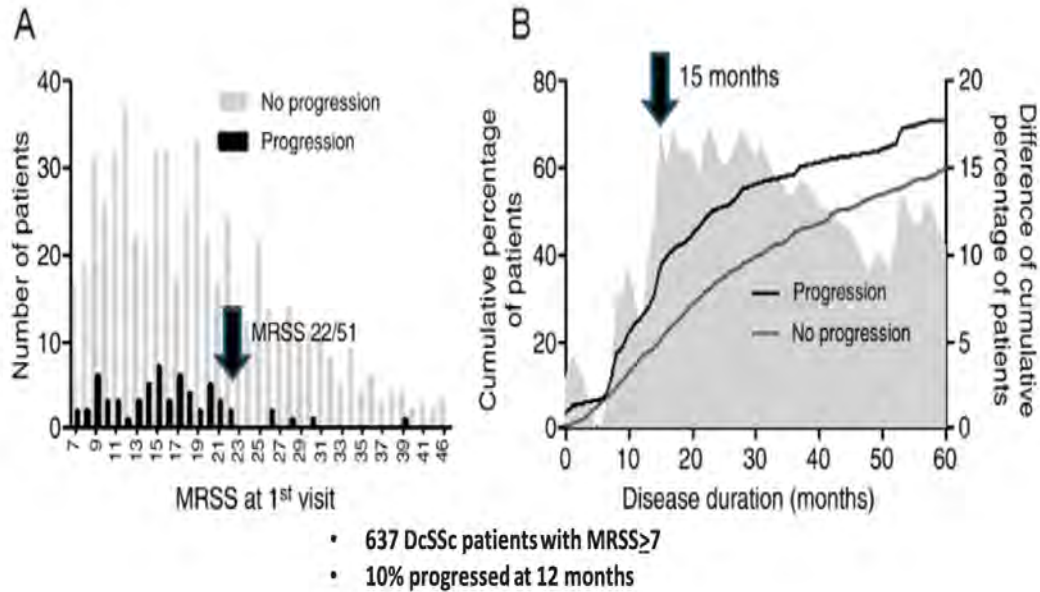 A
B
40
30
20
10
0
Number of patients
No progression
Progression
MRSS 22/51
7
9
11
13
15
17
19
21
23
25
27
29
31
33
35
37
39
41
46
MRSS at 1st visit
80
60
40
20
0
Cumulative percentage
of patients
15 months
20
15
10
5
0
Difference of cumulative
percentage of patients
Progression
No progression
0 10 20 30 40 50 60
Disease duration (months)
• 637 DcSSc patients with MRSS≥7
• 10% progressed at 12 months